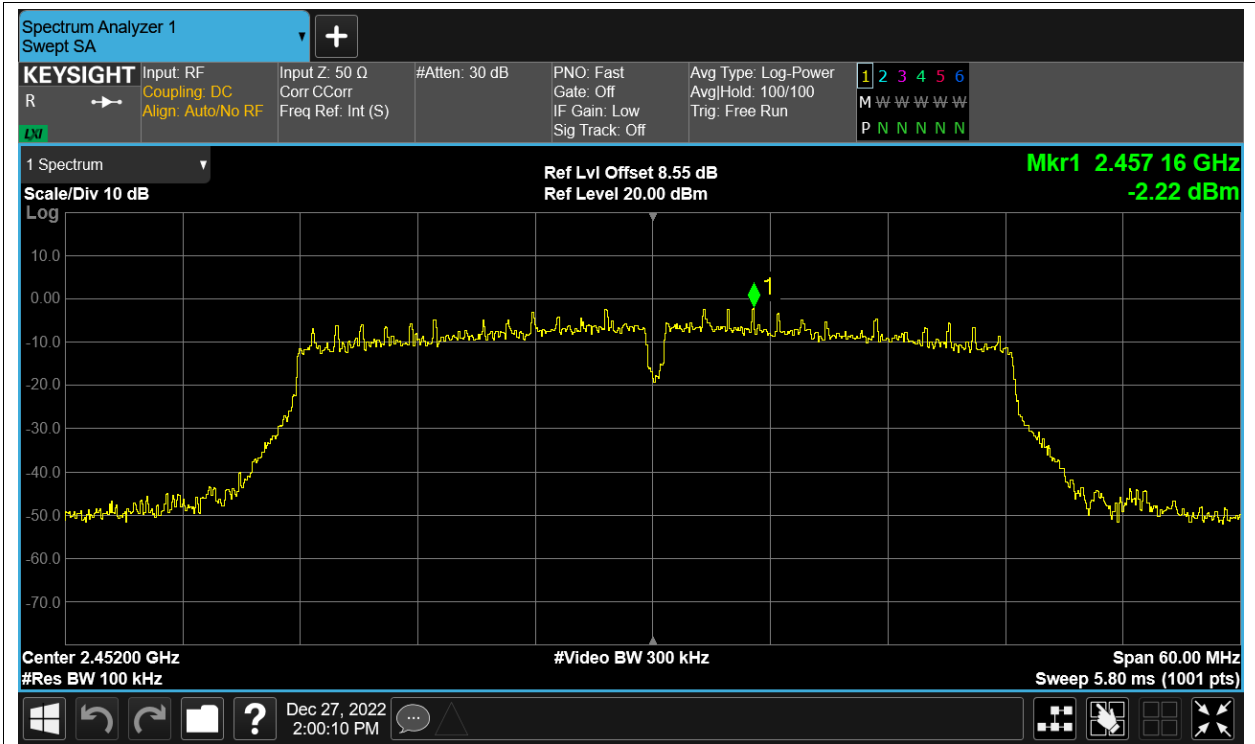 Spectrum Analyzer 1
Swept SA
+
KEYSIGHT
R
LXI
Input: RF
Coupling: DC
Align: Auto/No RF
Input Z: 50 Ω
Corr CCorr
Freq Ref: Int (S)
#Atten: 30 dB
PNO: Fast
Gate: Off
IF Gain: Low
Sig Track: Off
Avg Type: Log-Power
Avg|Hold: 100/100
Trig: Free Run
1 2 3 4 5 6
M W W W W W
P N N N N N
1 Spectrum
Scale/Div 10 dB
Log
Ref Lvl Offset 8.55 dB
Ref Level 20.00 dBm
Mkr1 2.457 16 GHz
-2.22 dBm
10.0
0.00
-10.0
-20.0
-30.0
-40.0
-50.0
-60.0
-70.0
1
Center 2.45200 GHz
#Res BW 100 kHz
#Video BW 300 kHz
Span 60.00 MHz
Sweep 5.80 ms (1001 pts)
?
Dec 27, 2022
2:00:10 PM